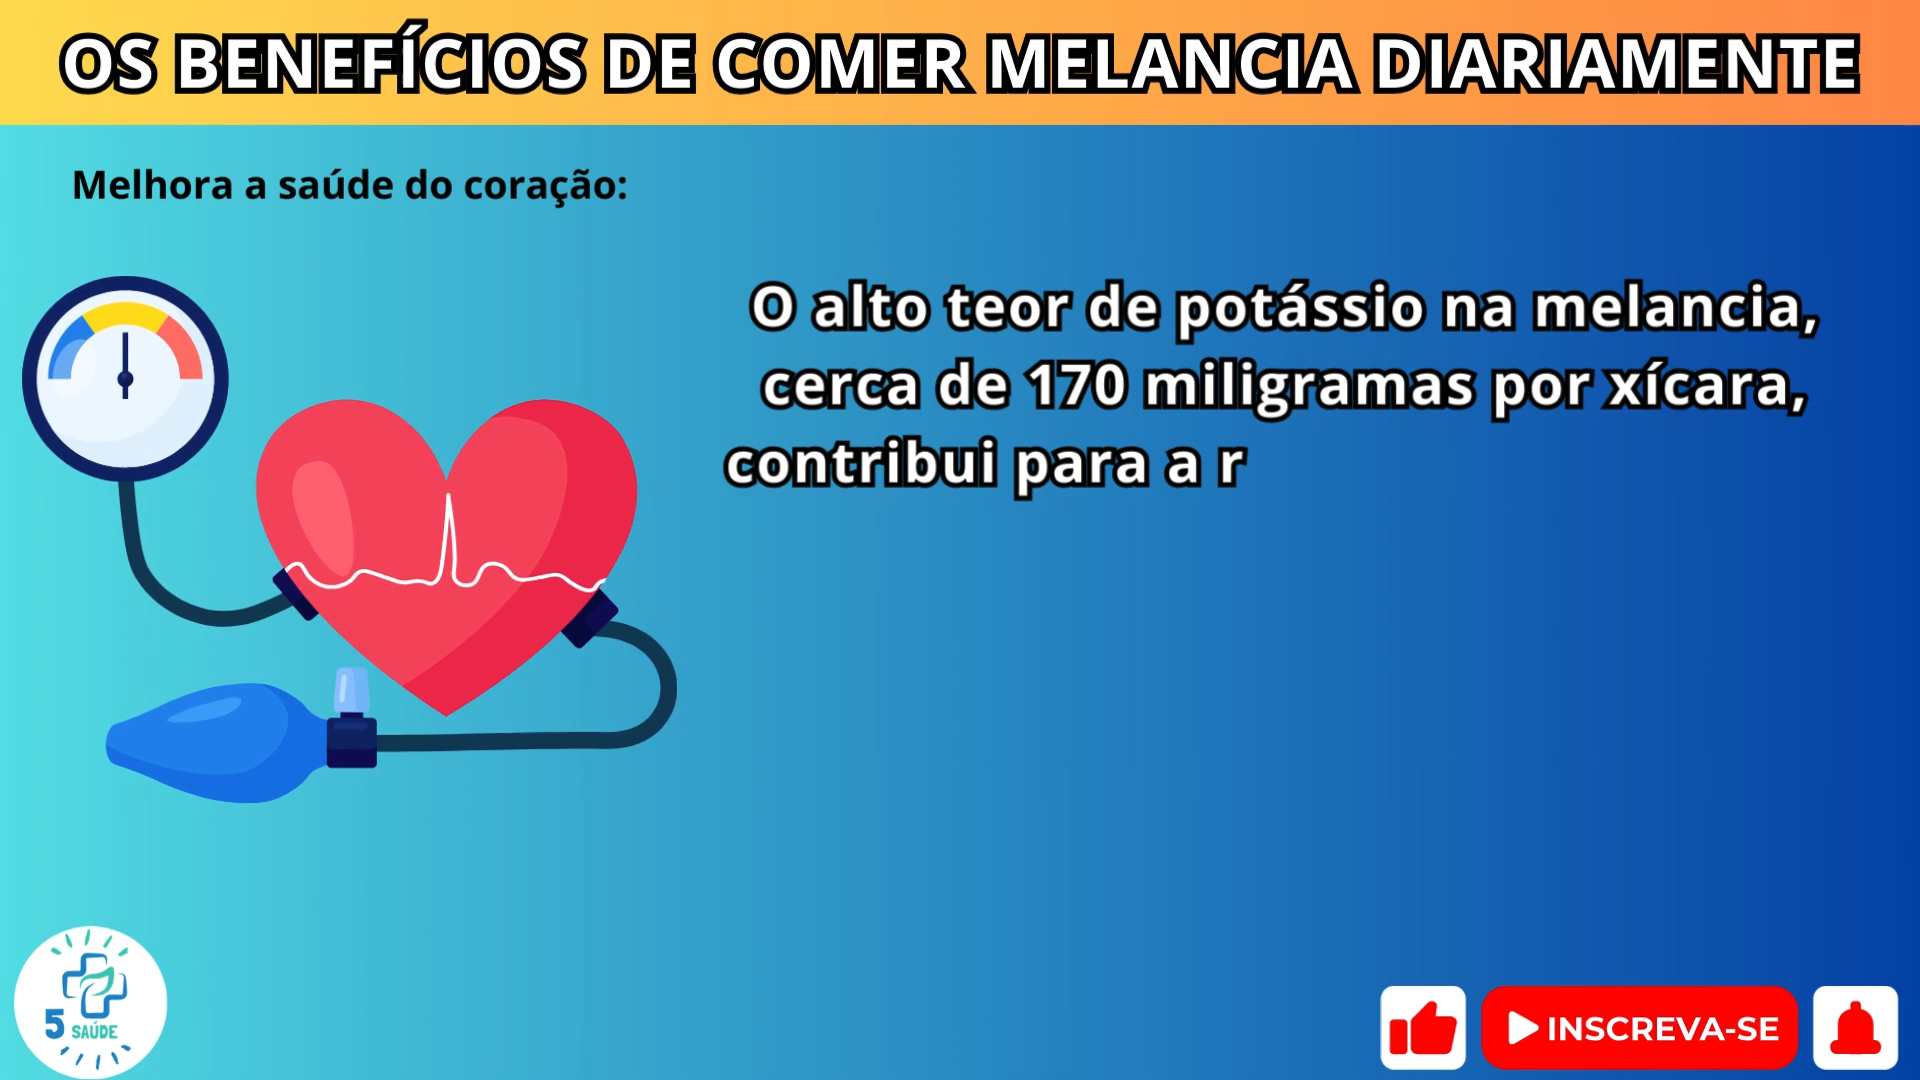 OS BENEFÍCIOS DE COMER MELANCIA DIARIAMENTE
Melhora a saúde do coração:
O alto teor de potássio na melancia,
cerca de 170 miligramas por xícara,
contribui para a r
5 SAÚDE
INSCREVA-SE